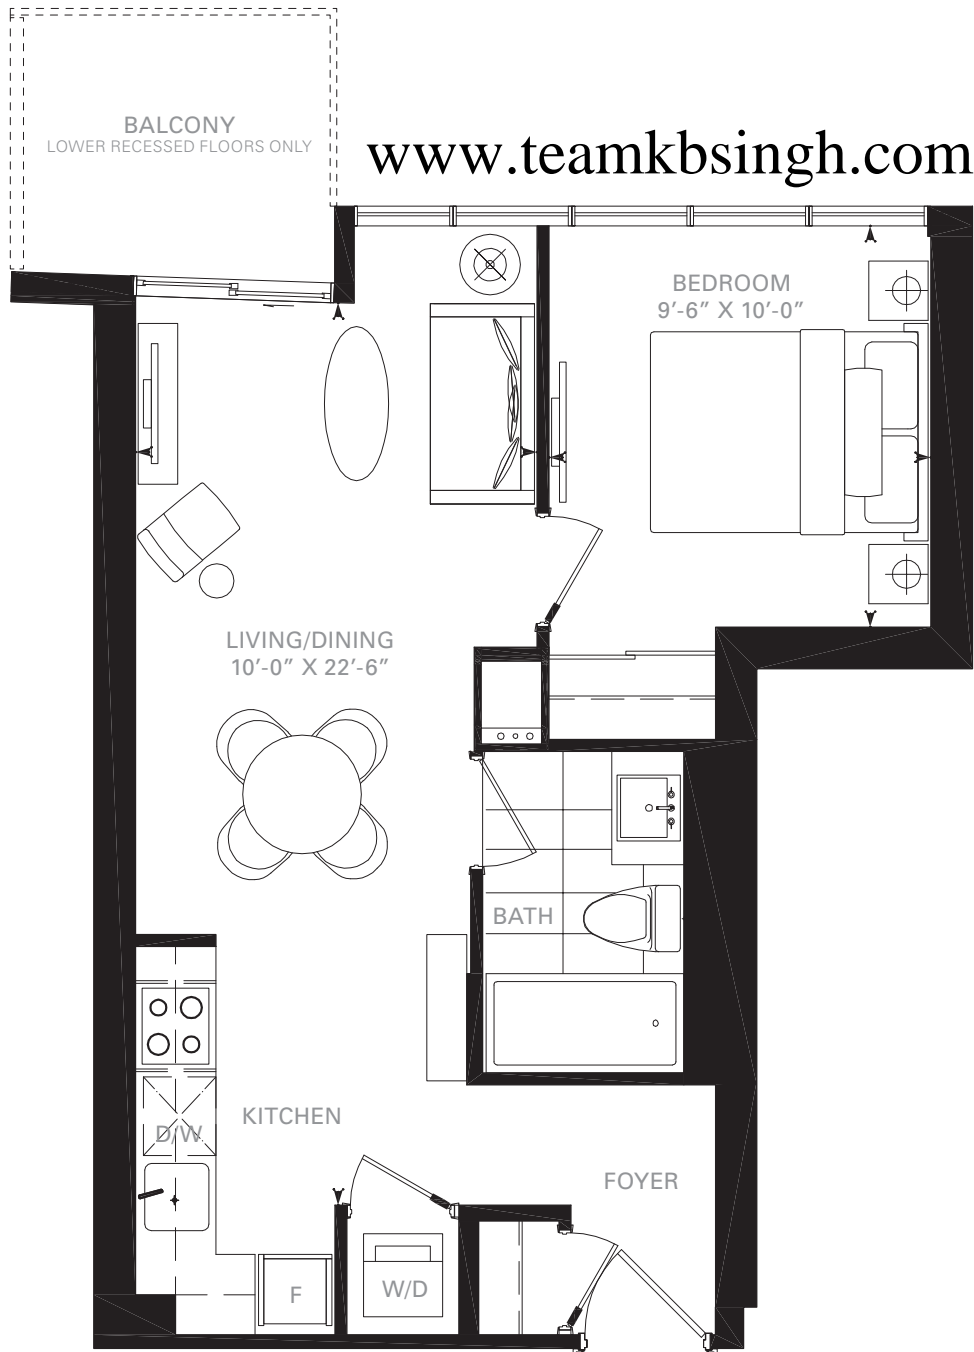 BALCONY
LOWER RECESSED FLOORS ONLY
www.teamkbsingh.com
BEDROOM
9'-6" X 10'-0"
LIVING/DINING
10'-0" X 22'-6"
BATH
KITCHEN
D/W
FOYER
F
W/D